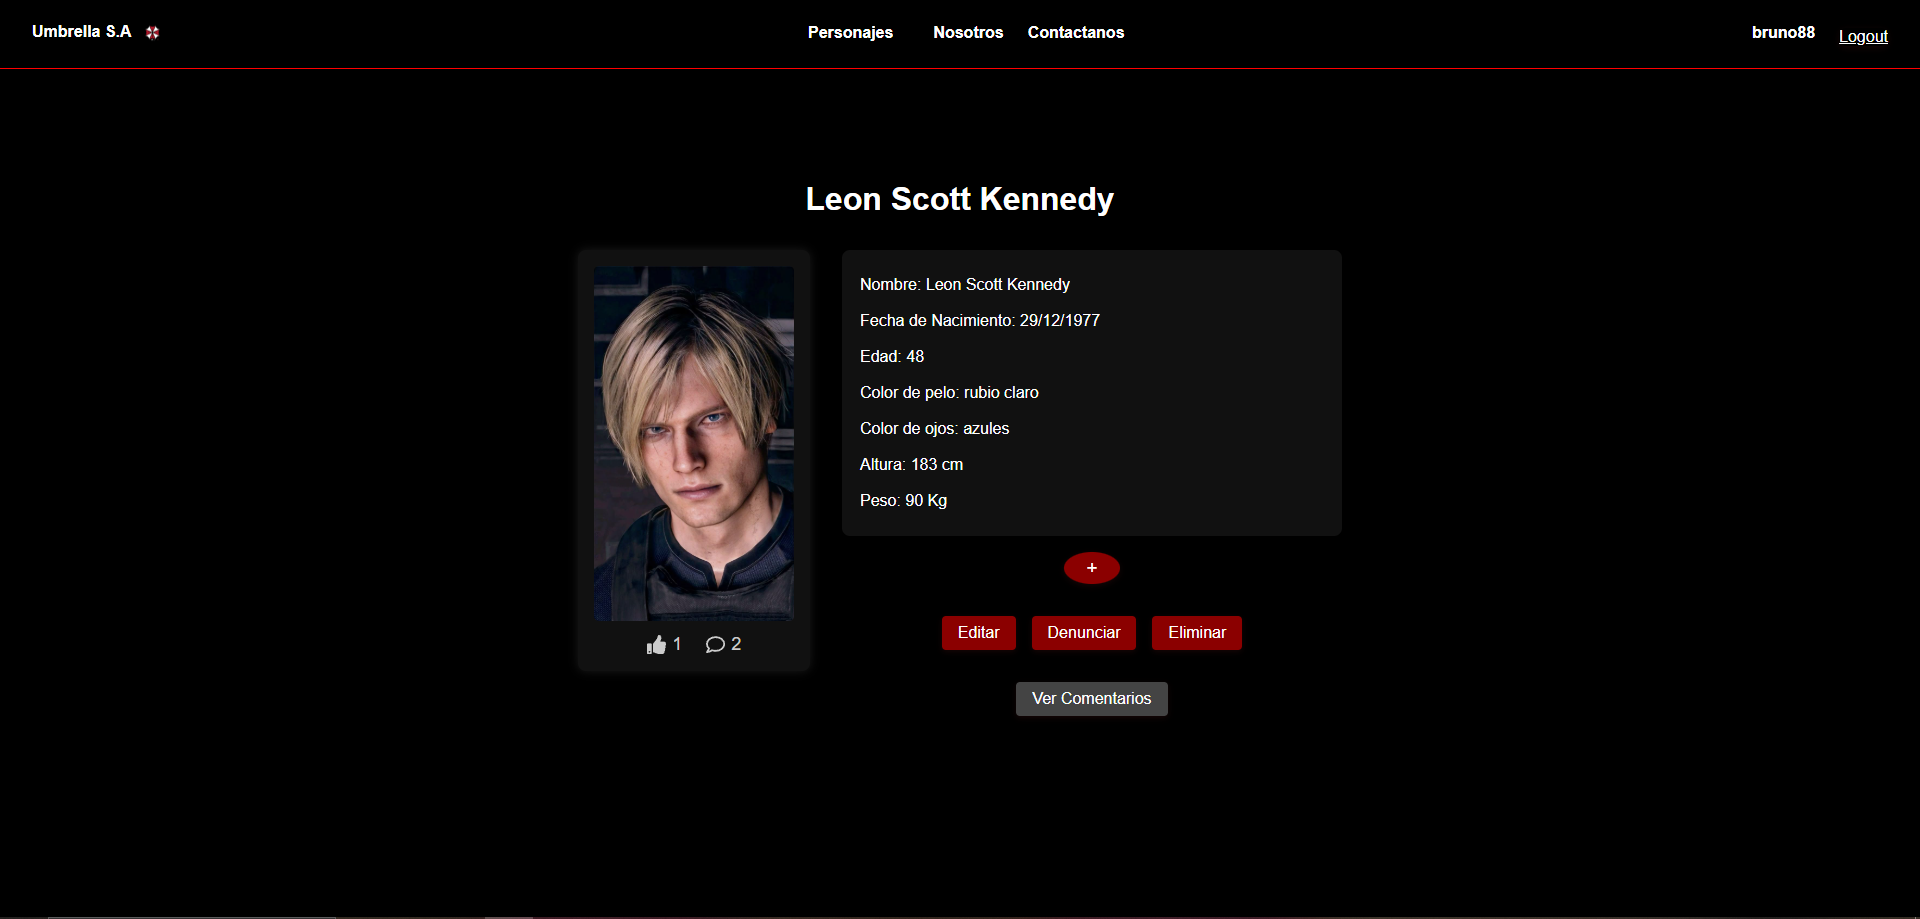 Umbrella S.A
Personajes
Nosotros
Contactanos
bruno88
Logout
Leon Scott Kennedy
Nombre: Leon Scott Kennedy
Fecha de Nacimiento: 29/12/1977
Edad: 48
Color de pelo: rubio claro
Color de ojos: azules
Altura: 183 cm
Peso: 90 Kg
+
1
2
Editar
Denunciar
Eliminar
Ver Comentarios